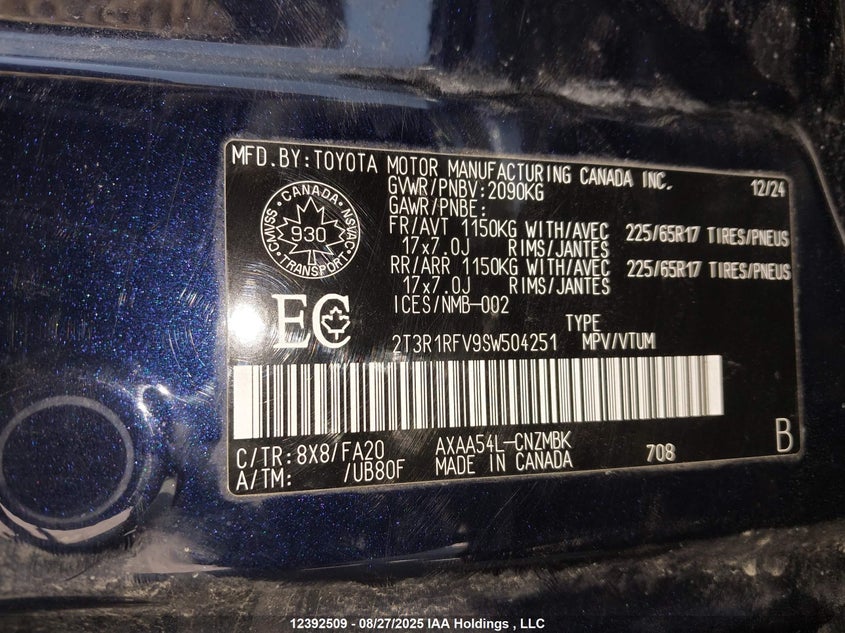 MFD.BY:TOYOTA MOTOR MANUFACTURING CANADA INC. 12/24
GVWR/PNBV:2090KG
GAWR/PNBE:
FR/AVT 1150KG WITH/AVEC 225/65R17 TIRES/PNEUS
17x7.0J RIMS/JANTES
RR/ARR 1150KG WITH/AVEC 225/65R17 TIRES/PNEUS
17x7.0J RIMS/JANTES
ICES/NMB-002
CANADA
CMVSS NSVAC
930
TRANSPORT
EC
TYPE
2T3R1RFV9SW504251 MPV/VTUM
C/TR:8X8/FA20 AXAA54L-CNZMBK 708 B
A/TM: /UB80F MADE IN CANADA
12392509 - 08/27/2025 IAA Holdings , LLC